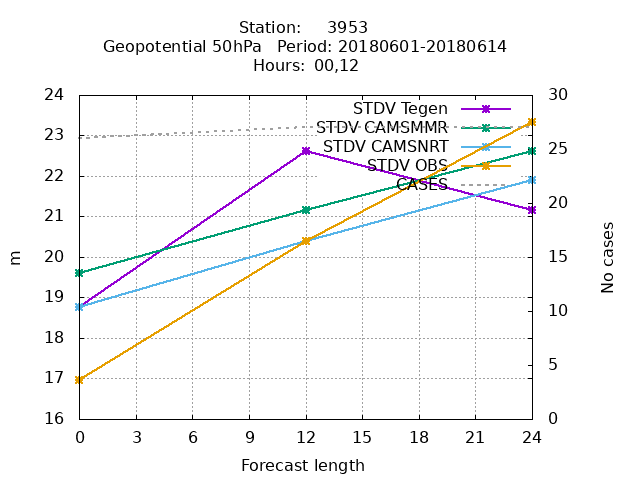 Station: 3953
Geopotential 50hPa Period: 20180601-20180614
Hours: 00,12
24 30
STDV Tegen
STDV CAMSMMR
23
STDV CAMSNRT 25
STDV OBS
22
CASES
20
21
20 15
m
No cases
19
10
18
5
17
16 0
0 3 6 9 12 15 18 21 24
Forecast length